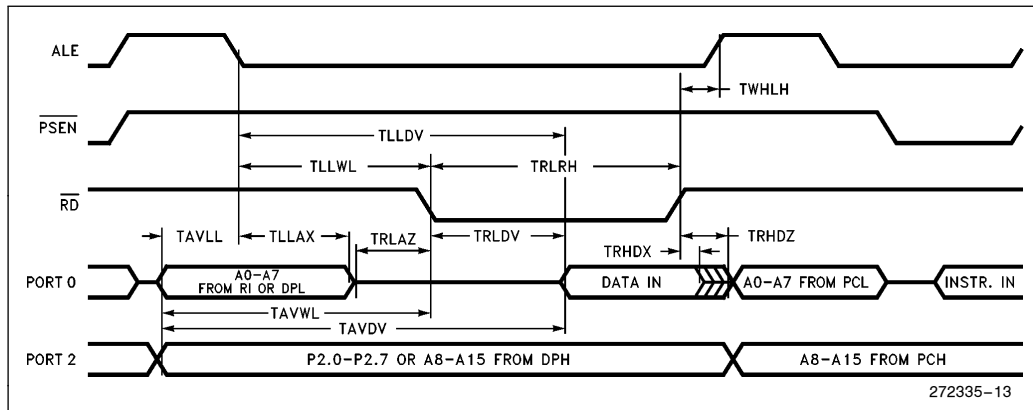 ALE
TWHLH
PSEN
TLLDV
TLLWL
TRLRH
RD
TAVLL
TLLAX
TRLAZ
TRLDV
TRHDX
TRHDZ
PORT 0
A0–A7
FROM RI OR DPL
DATA IN
A0–A7 FROM PCL
INSTR. IN
TAVWL
TAVDV
PORT 2
P2.0–P2.7 OR A8–A15 FROM DPH
A8–A15 FROM PCH
272335–13